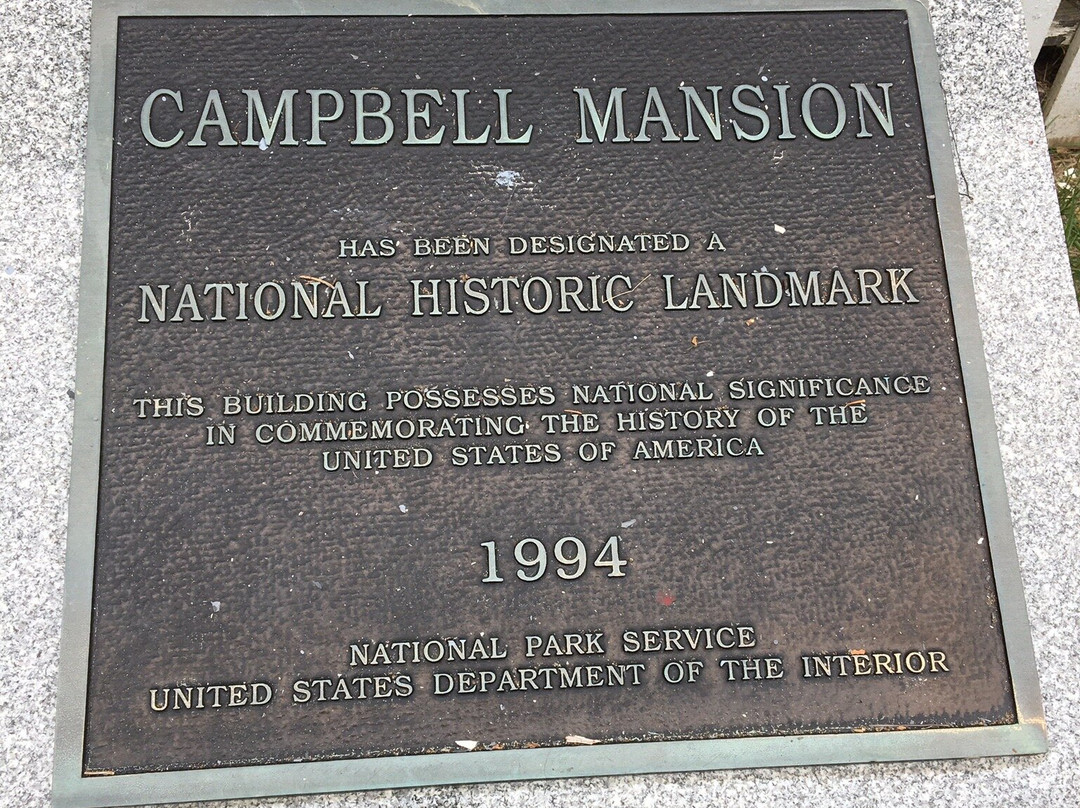 CAMPBELL MANSION
HAS BEEN DESIGNATED A
NATIONAL HISTORIC LANDMARK
THIS BUILDING POSSESSES NATIONAL SIGNIFICANCE
IN COMMEMORATING THE HISTORY OF THE
UNITED STATES OF AMERICA
1994
NATIONAL PARK SERVICE
UNITED STATES DEPARTMENT OF THE INTERIOR